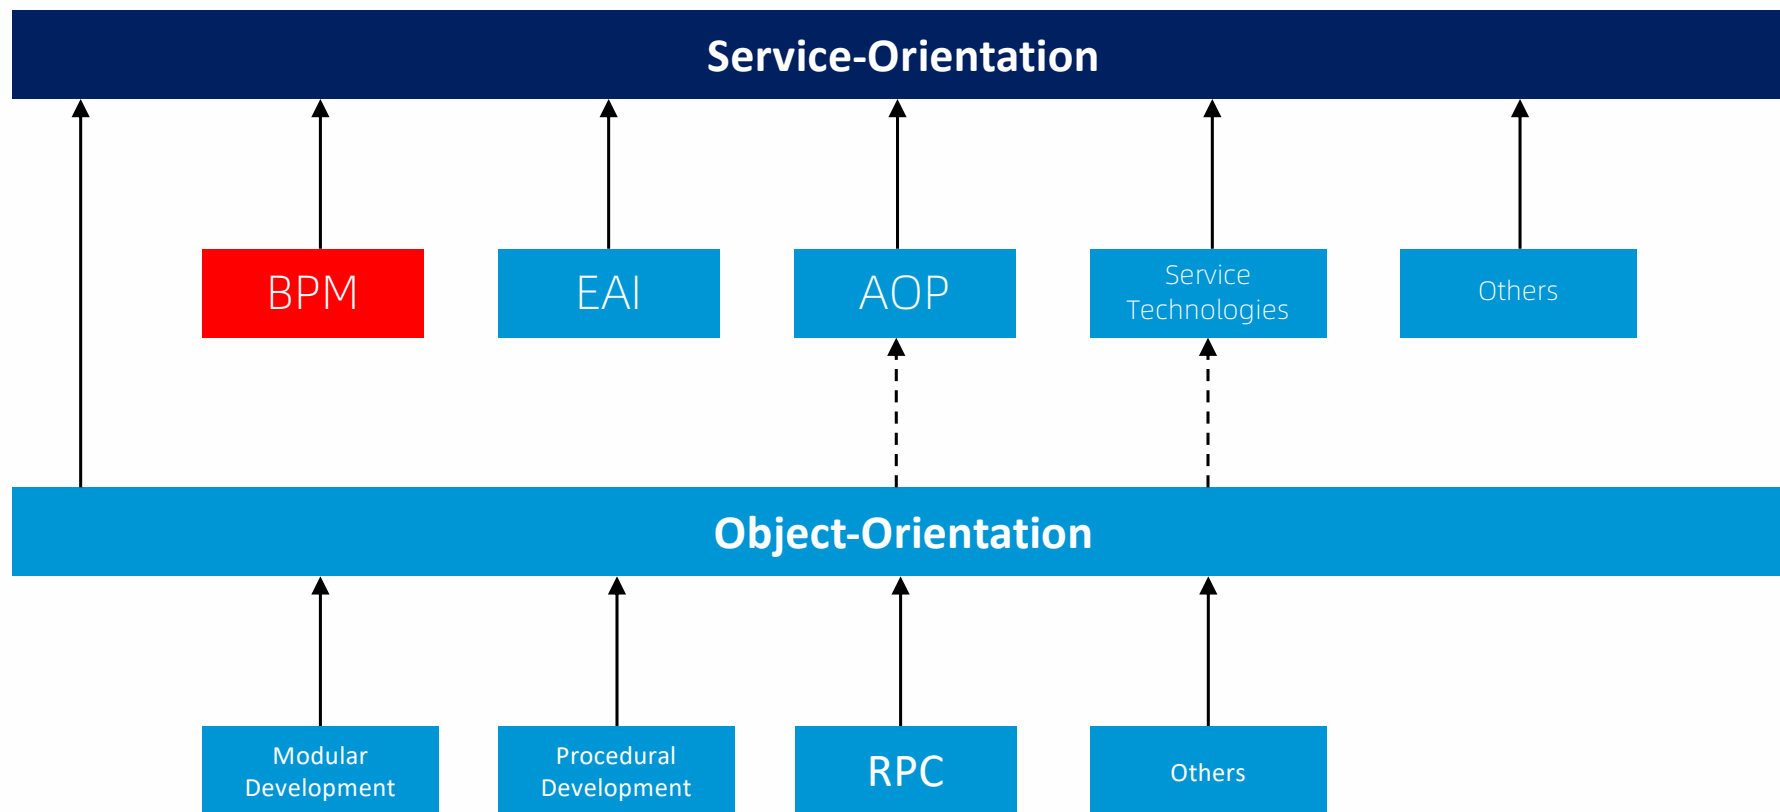 Service-Orientation
BPM
EAI
AOP
Service
Technologies
Others
Object-Orientation
Modular
Development
Procedural
Development
RPC
Others